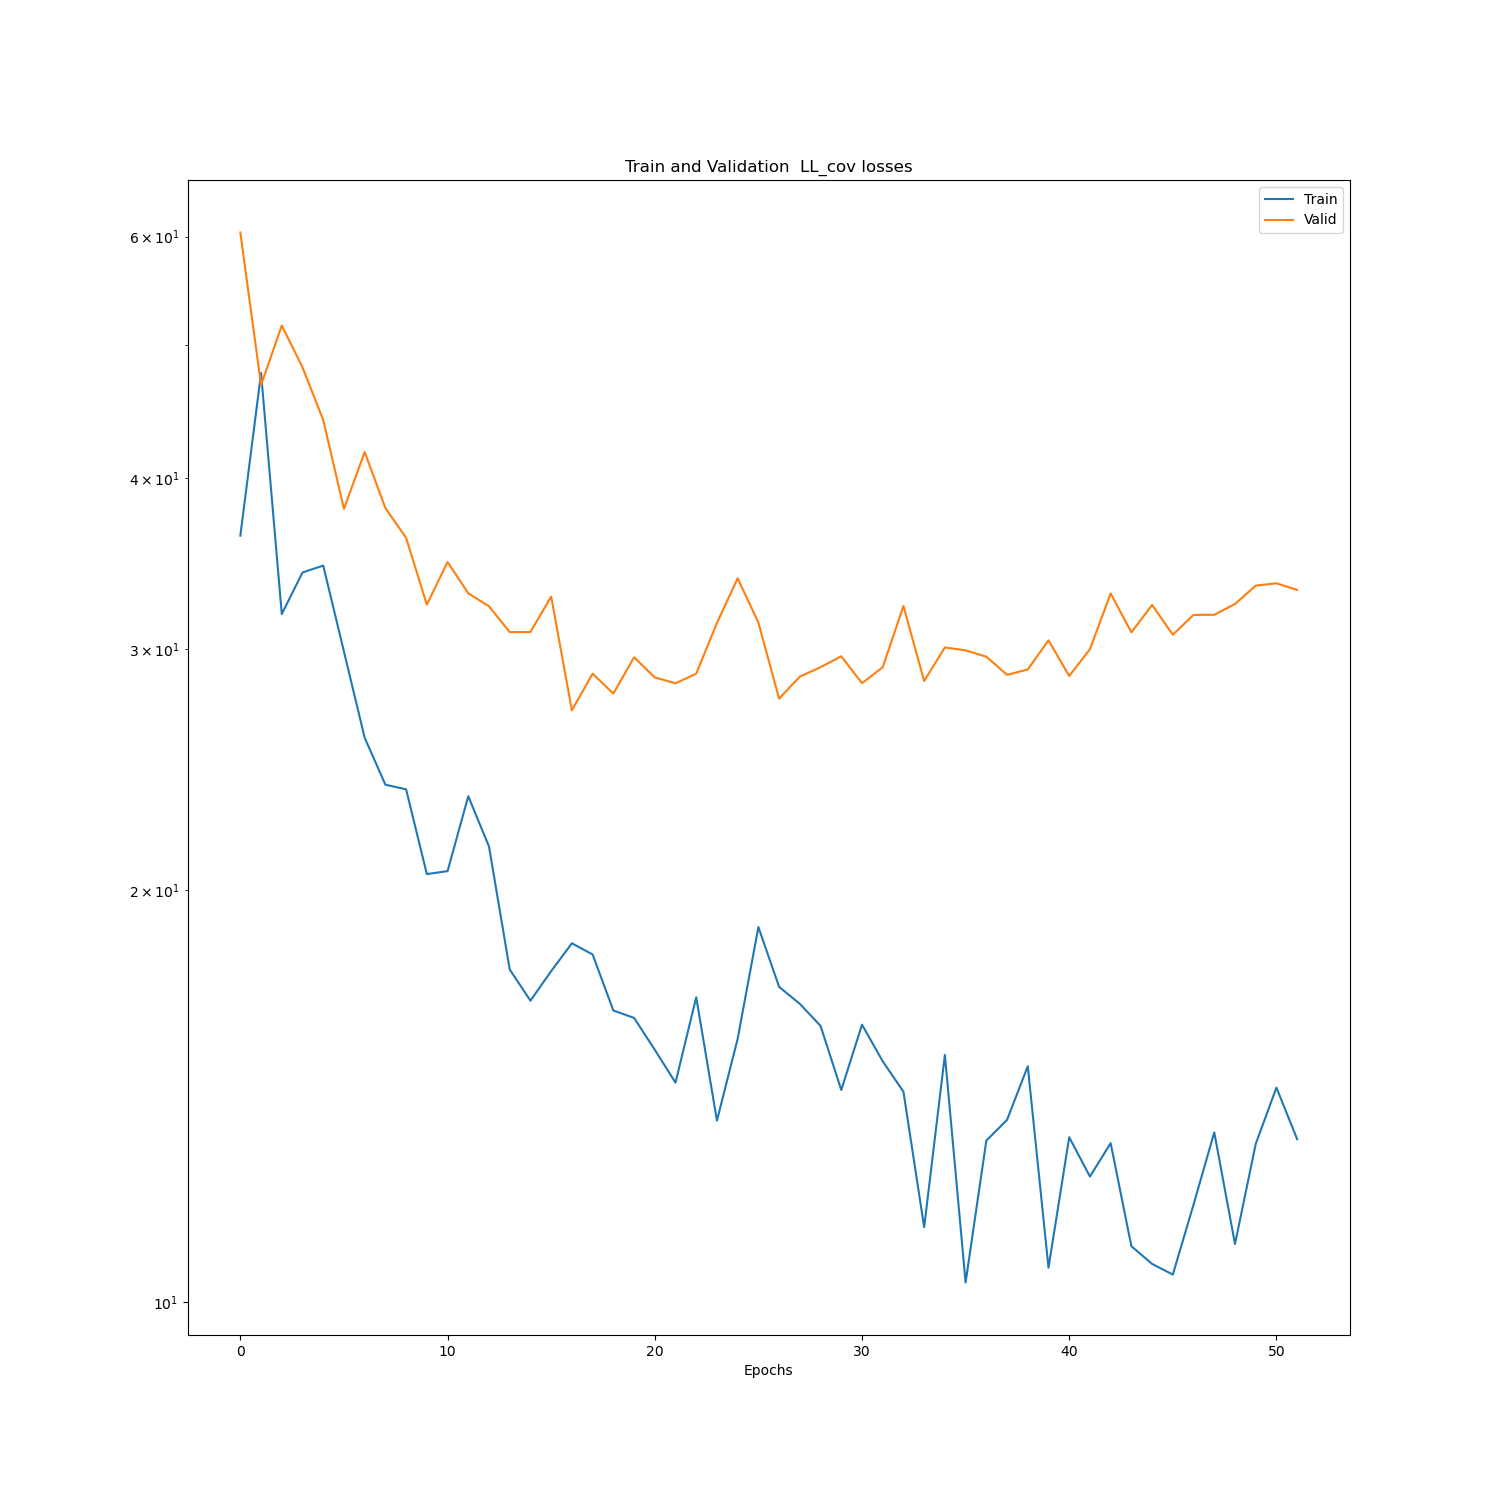 Train and Validation  LL_cov losses
Train
Valid
6 × 10¹
4 × 10¹
3 × 10¹
2 × 10¹
10¹
0 10 20 30 40 50
Epochs